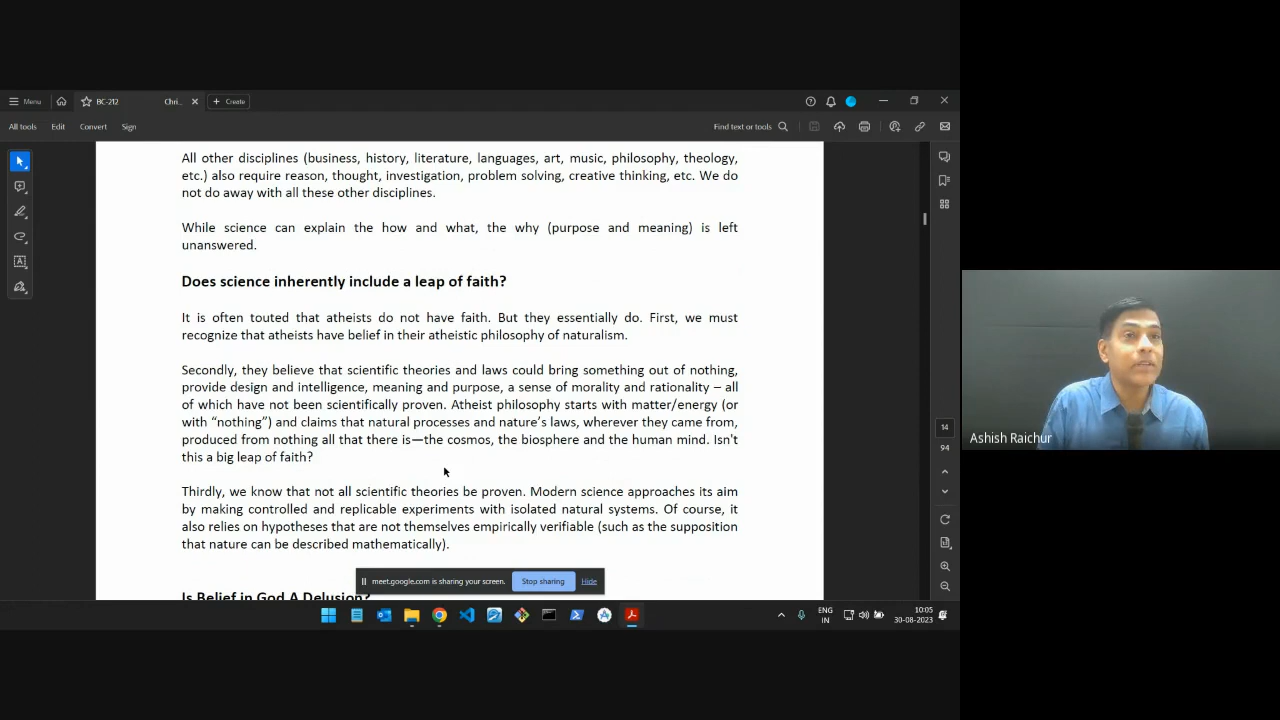 Menu
BC-212
Chri...
Create
All tools
Edit
Convert
Sign
Find text or tools
All other disciplines (business, history, literature, languages, art, music, philosophy, theology,
etc.) also require reason, thought, investigation, problem solving, creative thinking, etc. We do
not do away with all these other disciplines.
While science can explain the how and what, the why (purpose and meaning) is left
unanswered.
Does science inherently include a leap of faith?
It is often touted that atheists do not have faith. But they essentially do. First, we must
recognize that atheists have belief in their atheistic philosophy of naturalism.
Secondly, they believe that scientific theories and laws could bring something out of nothing,
provide design and intelligence, meaning and purpose, a sense of morality and rationality – all
of which have not been scientifically proven. Atheist philosophy starts with matter/energy (or
with “nothing”) and claims that natural processes and nature’s laws, wherever they came from,
produced from nothing all that there is—the cosmos, the biosphere and the human mind. Isn't
this a big leap of faith?
Thirdly, we know that not all scientific theories be proven. Modern science approaches its aim
by making controlled and replicable experiments with isolated natural systems. Of course, it
also relies on hypotheses that are not themselves empirically verifiable (such as the supposition
that nature can be described mathematically).
Is Belief in God A Delusion?
14
94
meet.google.com is sharing your screen.
Stop sharing
Hide
ENG
IN
10:05
30-08-2023
Ashish Raichur